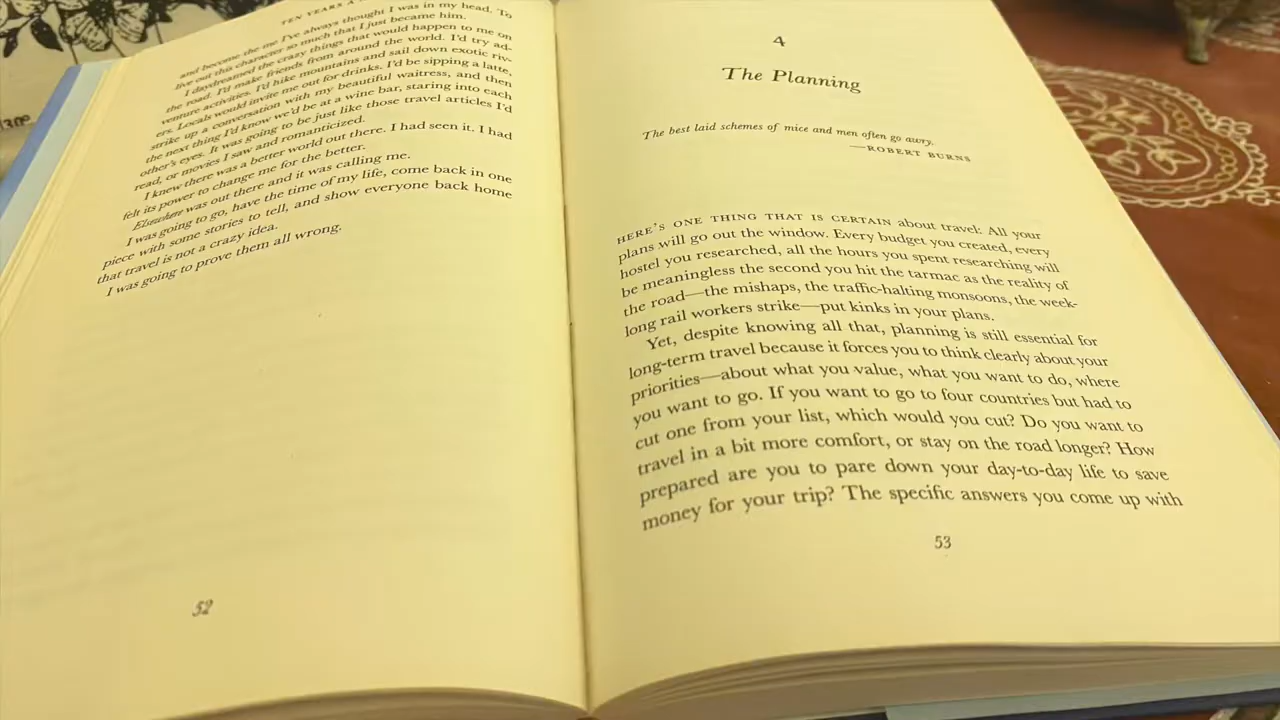 TEN YEARS A
and become the me I've always thought I was in my head. To
live out this character so much that I just became him.
I daydreamed the crazy things that would happen to me on
the road. I'd make friends from around the world. I'd try ad-
venture activities. I'd hike mountains and sail down exotic riv-
ers. Locals would invite me out for drinks. I'd be sipping a latte,
strike up a conversation with my beautiful waitress, and then
the next thing I'd know we'd be at a wine bar, staring into each
other's eyes. It was going to be just like those travel articles I'd
read, or movies I saw and romanticized.
I knew there was a better world out there. I had seen it. I had
felt its power to change me for the better.
Elsewhere was out there and it was calling me.
I was going to go, have the time of my life, come back in one
piece with some stories to tell, and show everyone back home
that travel is not a crazy idea.
I was going to prove them all wrong.
52
4
The Planning
The best laid schemes of mice and men often go awry.
—ROBERT BURNS
HERE'S ONE THING THAT IS CERTAIN about travel: All your
plans will go out the window. Every budget you created, every
hostel you researched, all the hours you spent researching will
be meaningless the second you hit the tarmac as the reality of
the road—the mishaps, the traffic-halting monsoons, the week-
long rail workers strike—put kinks in your plans.
Yet, despite knowing all that, planning is still essential for
long-term travel because it forces you to think clearly about your
priorities—about what you value, what you want to do, where
you want to go. If you want to go to four countries but had to
cut one from your list, which would you cut? Do you want to
travel in a bit more comfort, or stay on the road longer? How
prepared are you to pare down your day-to-day life to save
money for your trip? The specific answers you come up with
53